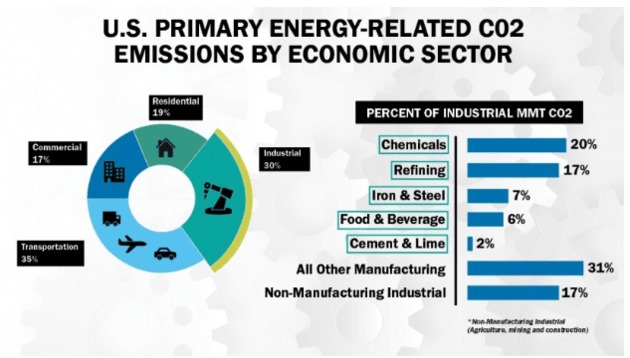 U.S. PRIMARY ENERGY-RELATED CO2
EMISSIONS BY ECONOMIC SECTOR
Residential
19%
Commercial
17%
Industrial
30%
Transportation
35%
PERCENT OF INDUSTRIAL MMT CO2
Chemicals 20%
Refining 17%
Iron & Steel 7%
Food & Beverage 6%
Cement & Lime 2%
All Other Manufacturing 31%
Non-Manufacturing Industrial 17%
*Non-Manufacturing Industrial
(Agriculture, mining and construction)